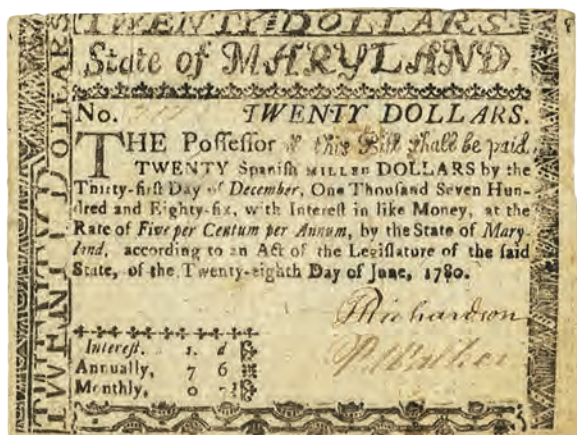 TWENTY DOLLARS.
State of MARYLAND.
TWENTY DOLLARS
TWENTY DOLLARS
No. TWENTY DOLLARS.
THE Poſſeſſor of this Bill ſhall be paid,
TWENTY Spaniſh MILLED DOLLARS by the
Thirty-firſt Day of December, One Thouſand Seven Hun-
dred and Eighty-ſix, with Intereſt in like Money, at the
Rate of Five per Centum per Annum, by the State of Mary-
land, according to an Act of the Legiſlature of the ſaid
State, of the Twenty-eighth Day of June, 1780.
Richardson
Intereſt. s. d
Annually, 7 6
Monthly, 0 7½